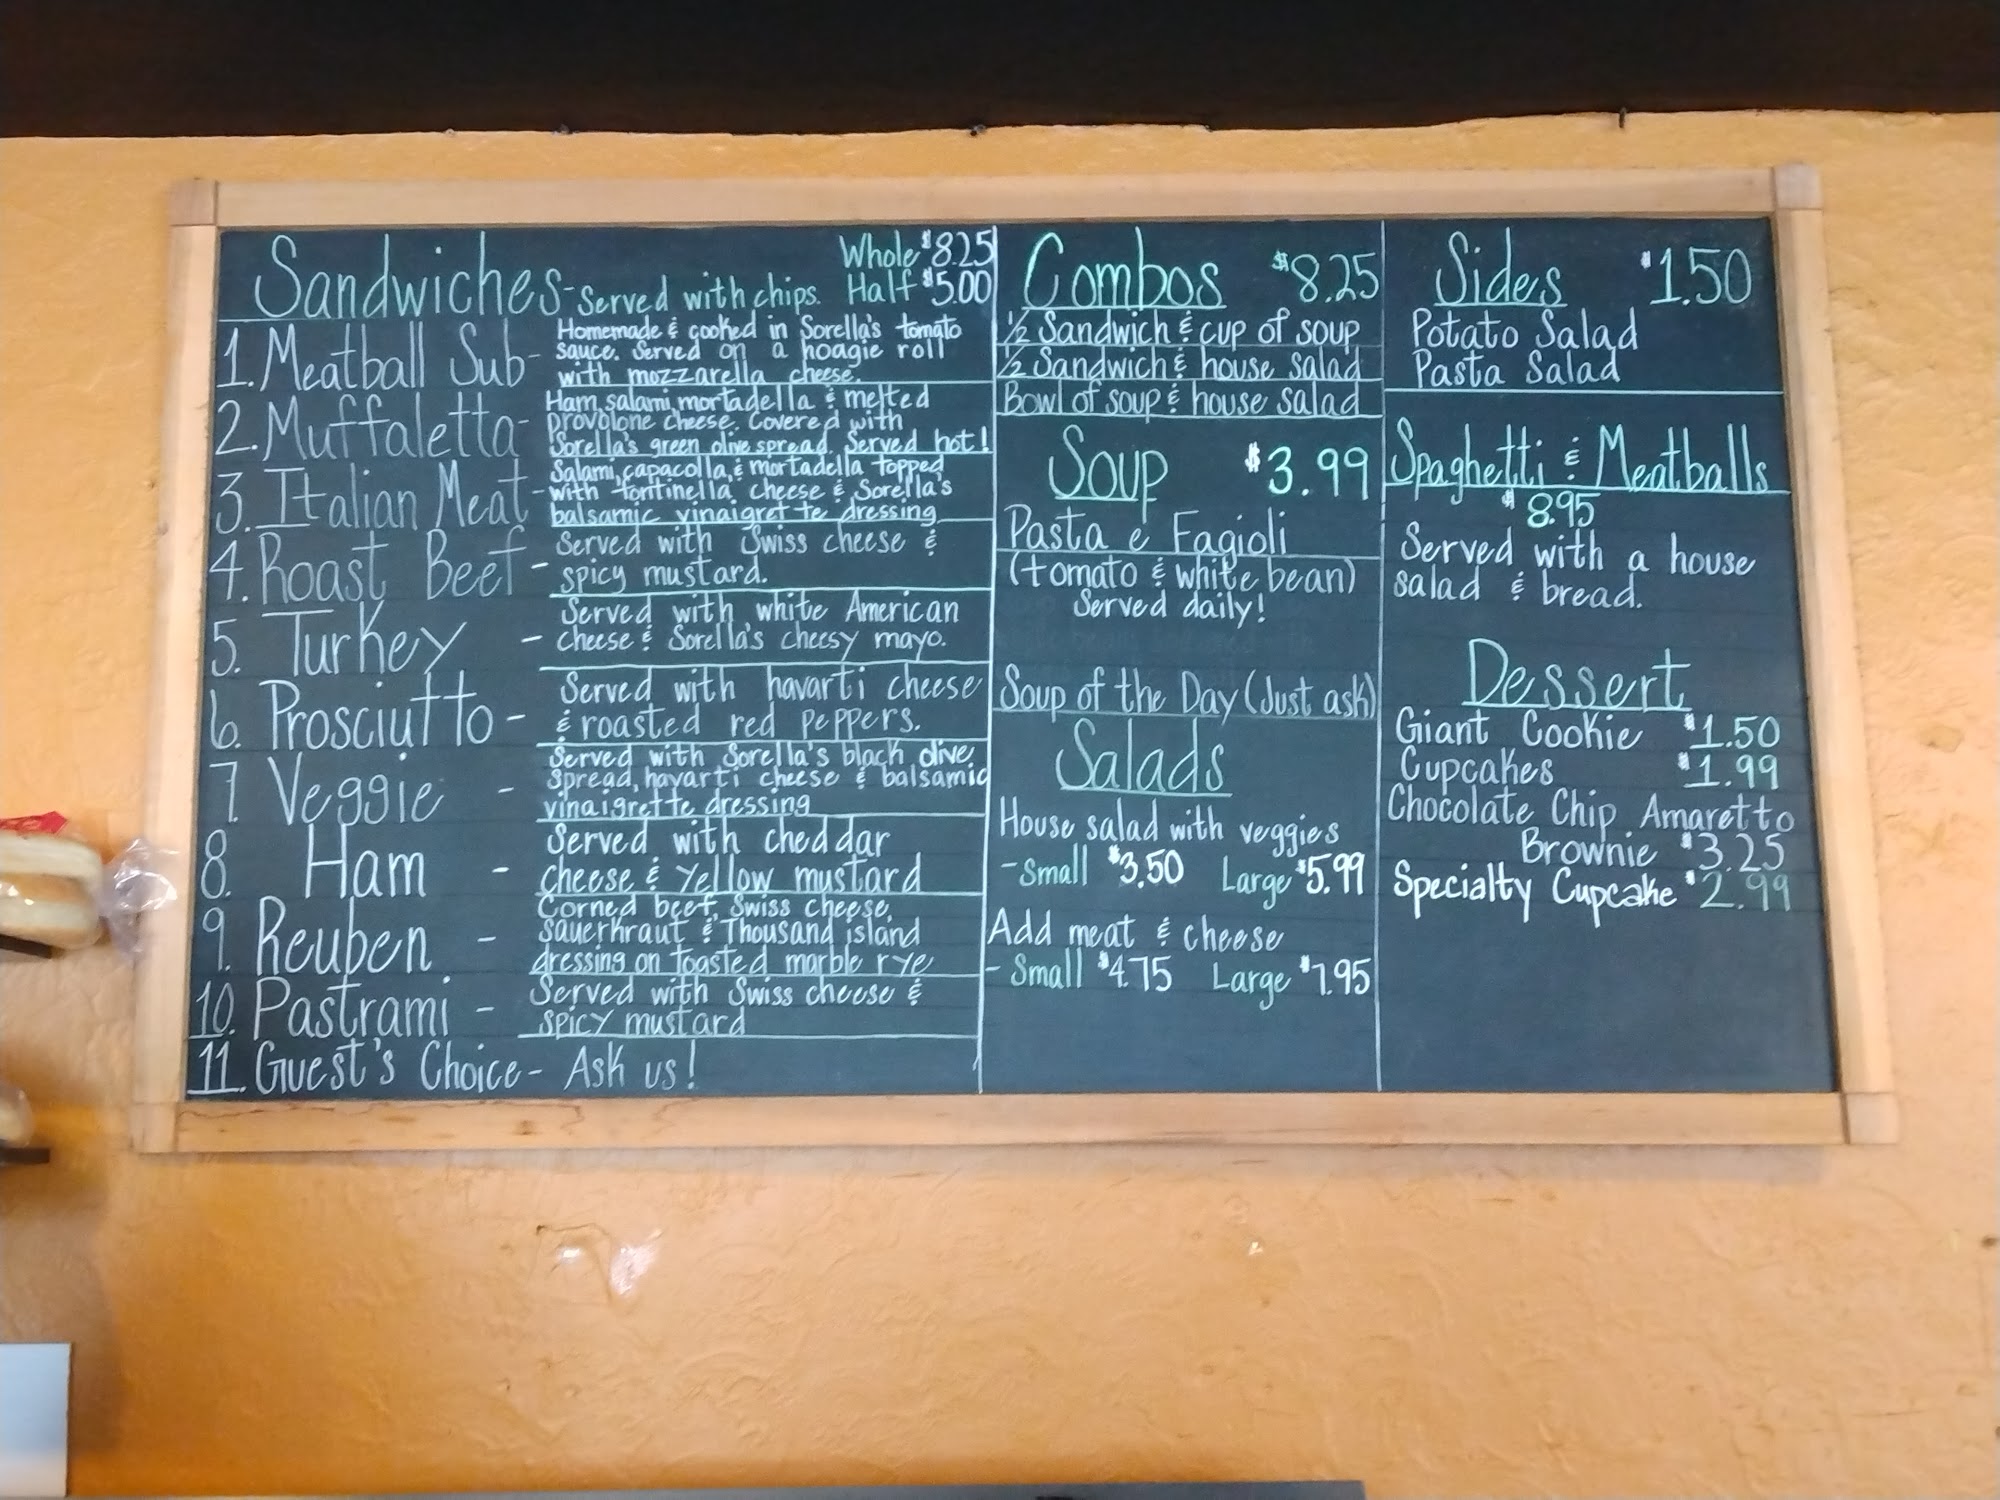 Sandwiches - Served with chips.
Whole $8.25
Half $5.00
1. Meatball Sub - Homemade & cooked in Sorella's tomato
sauce. Served on a hoagie roll
with mozzarella cheese.
2. Muffaletta - Ham, salami, mortadella & melted
provolone cheese. Covered with
Sorella's green olive spread. Served hot!
3. Italian Meat - Salami, capacolla, & mortadella topped
with fontinella cheese & Sorella's
balsamic vinaigrette dressing
4. Roast Beef - Served with Swiss cheese &
spicy mustard.
5. Turkey - Served with white American
cheese & Sorella's cheesy mayo.
6. Prosciutto - Served with havarti cheese
& roasted red peppers.
7 Veggie - Served with Sorella's black olive
spread, havarti cheese & balsamic
vinaigrette dressing
8. Ham - Served with cheddar
cheese & yellow mustard
9. Reuben - Corned beef, Swiss cheese,
Sauerkraut & Thousand island
dressing on toasted marble rye
10. Pastrami - Served with Swiss cheese &
spicy mustard
11. Guest's Choice - Ask us!
Combos $8.25
1/2 Sandwich & cup of soup
1/2 Sandwich & house salad
Bowl of soup & house salad
Soup $3.99
Pasta e Fagioli
(tomato & white bean)
Served daily!
Soup of the Day (Just ask)
Salads
House salad with veggies
- Small $3.50 Large $5.99
Add meat & cheese
- Small $4.75 Large $7.95
Sides $1.50
Potato Salad
Pasta Salad
Spaghetti & Meatballs
$8.95
Served with a house
salad & bread.
Dessert
Giant Cookie $1.50
Cupcakes $1.99
Chocolate Chip Amaretto
Brownie $3.25
Specialty Cupcake $2.99